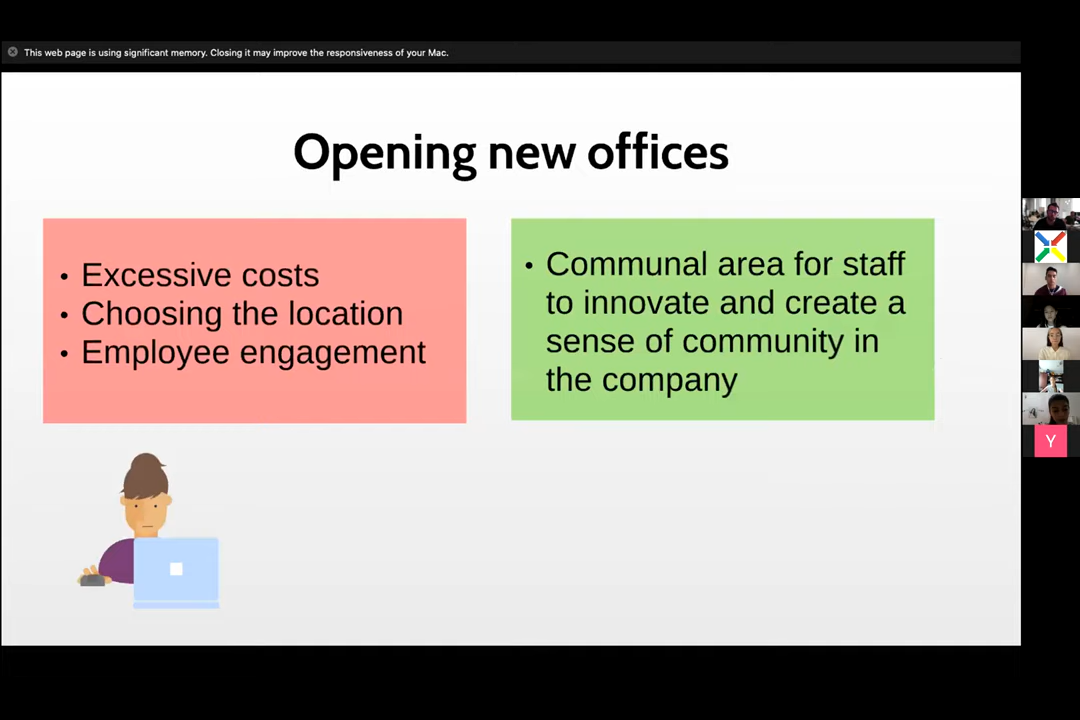 This web page is using significant memory. Closing it may improve the responsiveness of your Mac.
Opening new offices
• Excessive costs
• Choosing the location
• Employee engagement
• Communal area for staff
to innovate and create a
sense of community in
the company
Y